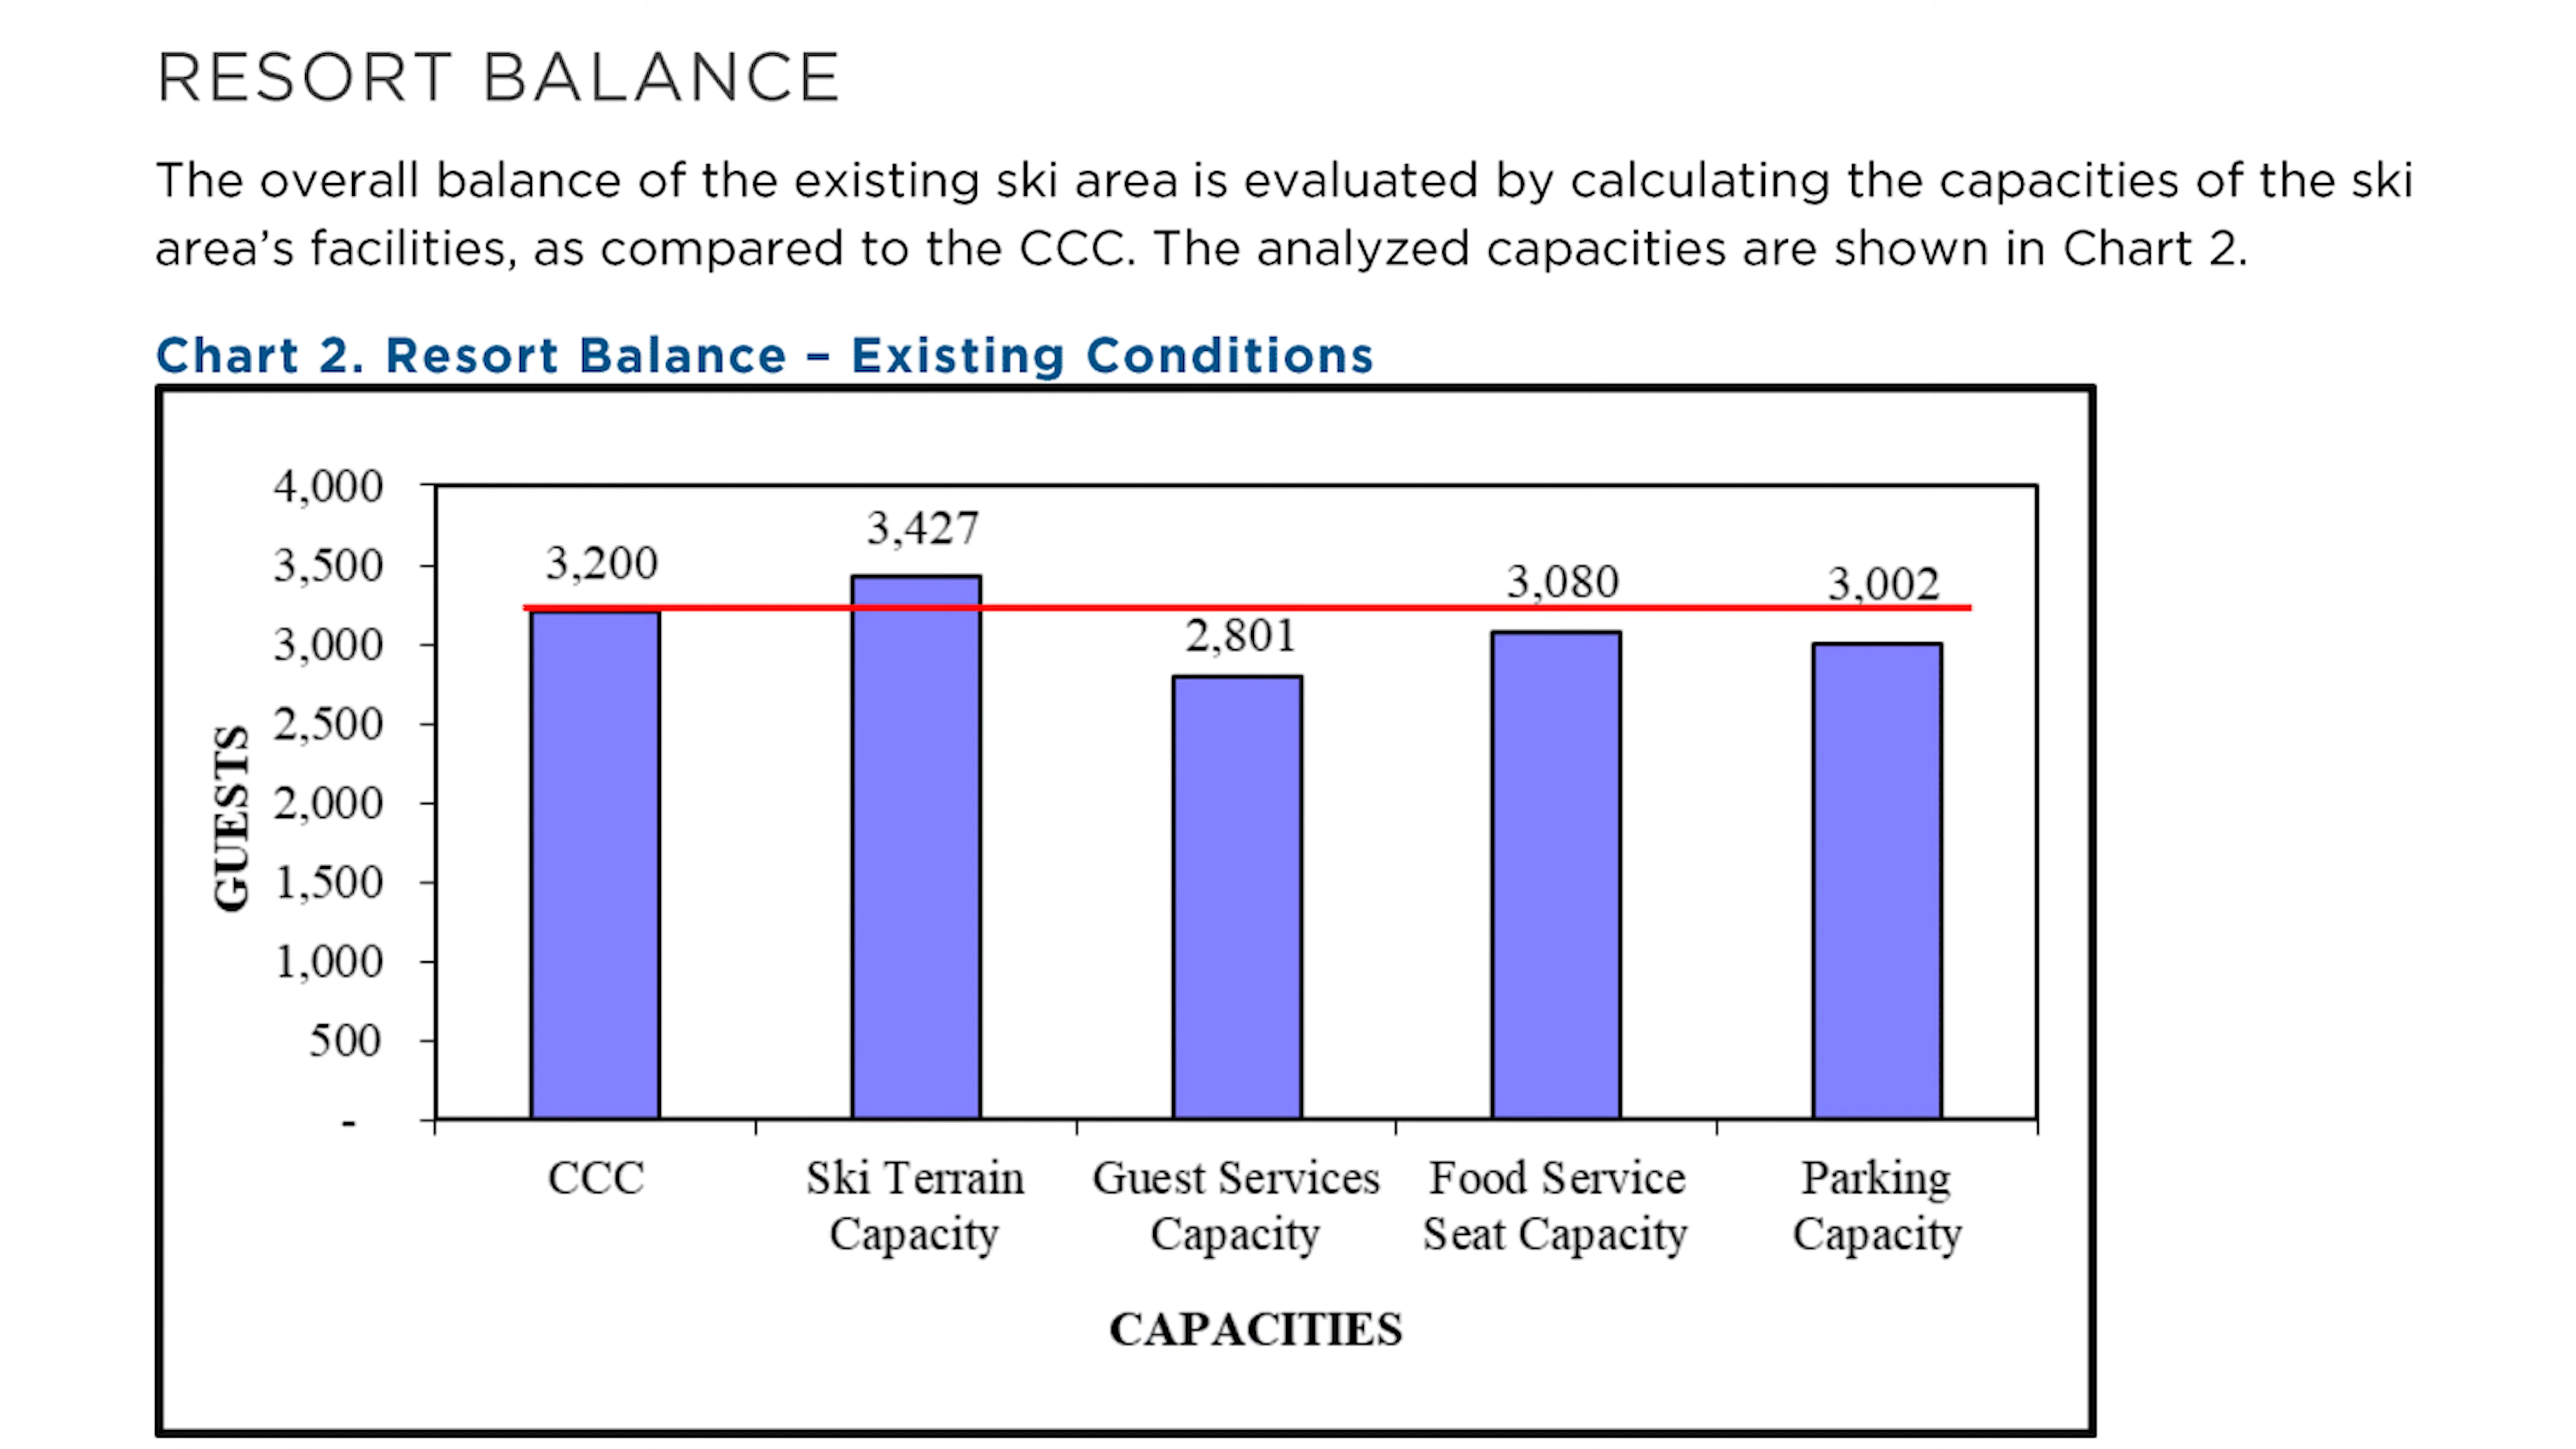 RESORT BALANCE
The overall balance of the existing ski area is evaluated by calculating the capacities of the ski
area’s facilities, as compared to the CCC. The analyzed capacities are shown in Chart 2.
Chart 2. Resort Balance – Existing Conditions
4,000
3,500
3,000
2,500
2,000
1,500
1,000
500
-
GUESTS
3,200
3,427
2,801
3,080
3,002
CCC
Ski Terrain
Capacity
Guest Services
Capacity
Food Service
Seat Capacity
Parking
Capacity
CAPACITIES